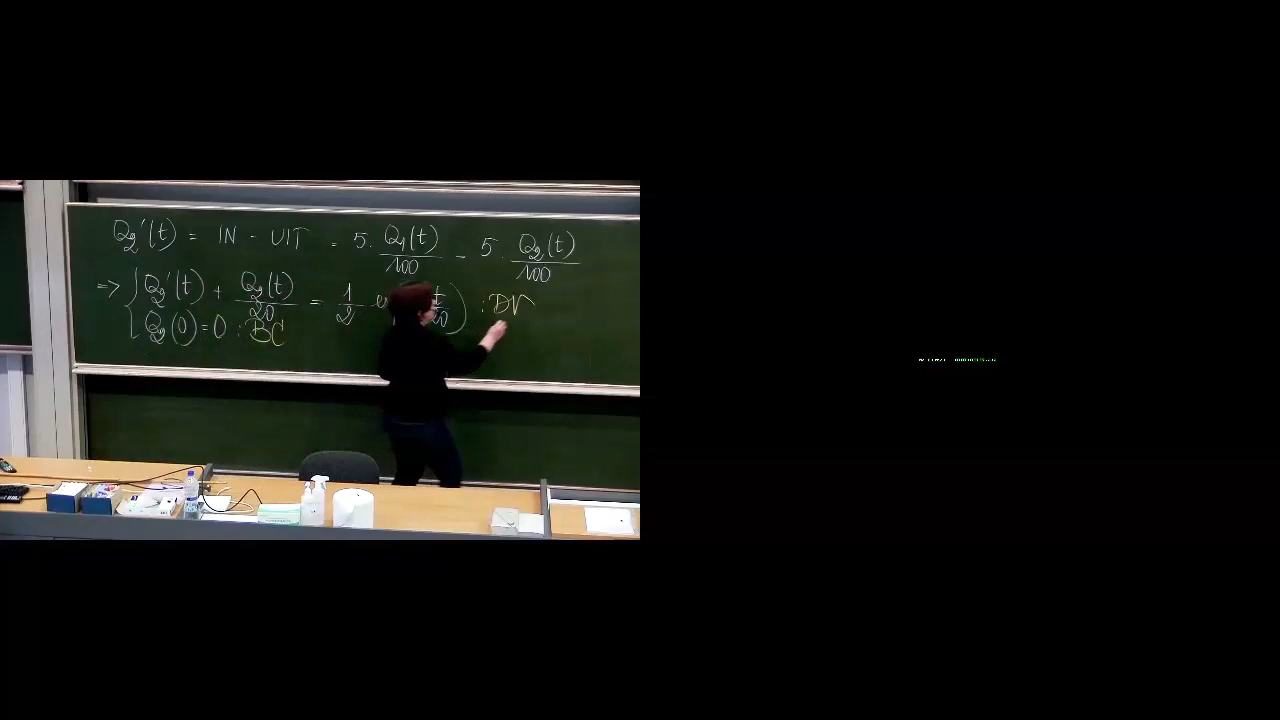 Q₂'(t) = IN - UIT = 5. Q₁(t)/100 - 5. Q₂(t)/100
=> { Q₂'(t) + Q₂(t)/20 = 1/2 t/20) : DV
Q₂(0) = 0 : BC